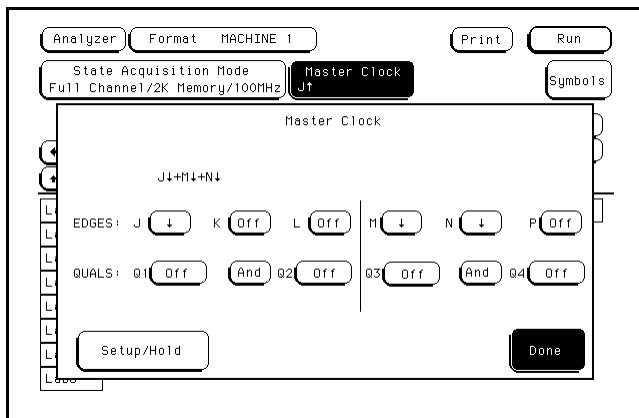 Analyzer Format MACHINE 1 Print Run
State Acquisition Mode
Full Channel/2K Memory/100MHz
Master Clock
J↑
Symbols
Master Clock
J↓+M↓+N↓
EDGES: J ↓ K Off L Off M ↓ N ↓ P Off
QUALS: Q1 Off And Q2 Off Q3 Off And Q4 Off
Setup/Hold Done